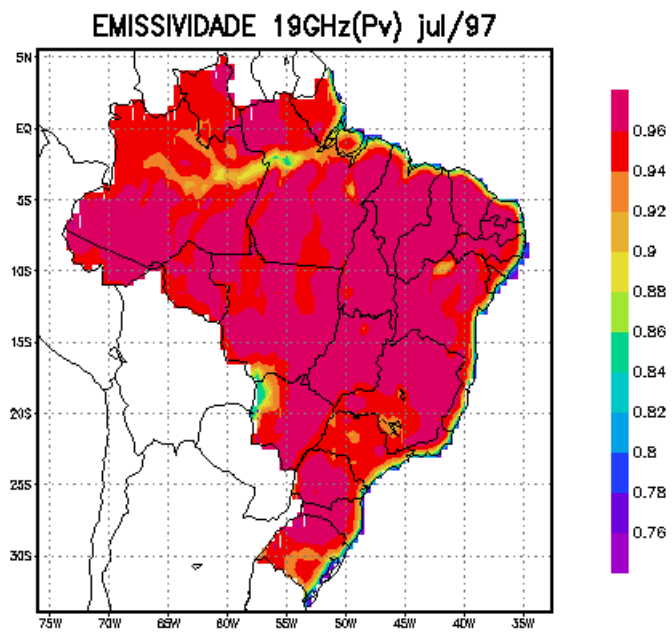 EMISSIVIDADE 19GHz(Pv) jul/97
5N
EQ
5S
10S
15S
20S
25S
30S
75W 70W 65W 60W 55W 50W 45W 40W 35W
0.96
0.94
0.92
0.9
0.88
0.86
0.84
0.82
0.8
0.78
0.76